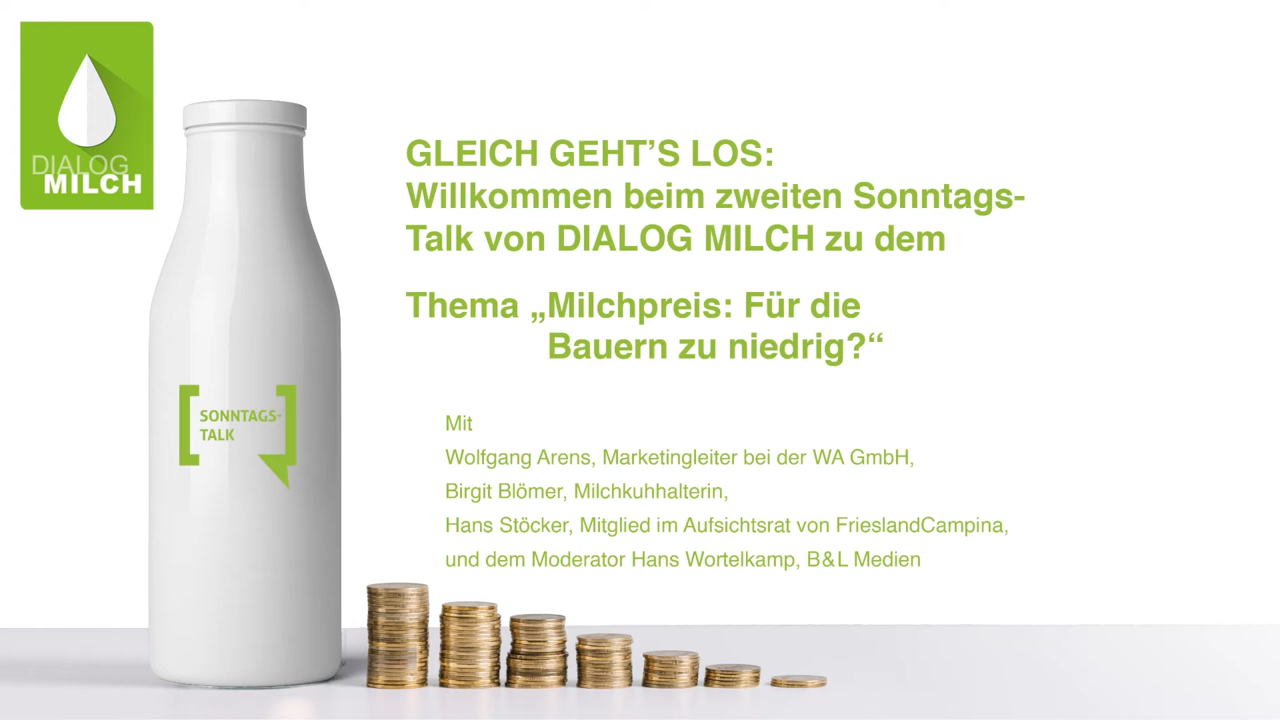 DIALOG
MILCH
GLEICH GEHT’S LOS:
Willkommen beim zweiten Sonntags-
Talk von DIALOG MILCH zu dem
Thema „Milchpreis: Für die
Bauern zu niedrig?“
SONNTAGS-
TALK
Mit
Wolfgang Arens, Marketingleiter bei der WA GmbH,
Birgit Blömer, Milchkuhhalterin,
Hans Stöcker, Mitglied im Aufsichtsrat von FrieslandCampina,
und dem Moderator Hans Wortelkamp, B&L Medien